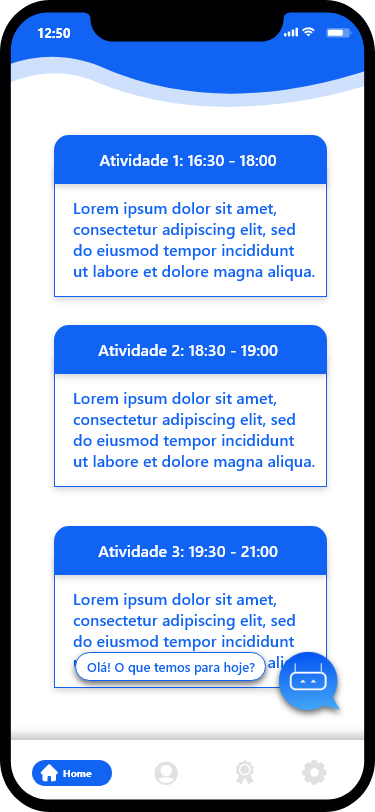 12:50
Atividade 1: 16:30 - 18:00
Lorem ipsum dolor sit amet,
consectetur adipiscing elit, sed
do eiusmod tempor incididunt
ut labore et dolore magna aliqua.
Atividade 2: 18:30 - 19:00
Lorem ipsum dolor sit amet,
consectetur adipiscing elit, sed
do eiusmod tempor incididunt
ut labore et dolore magna aliqua.
Atividade 3: 19:30 - 21:00
Lorem ipsum dolor sit amet,
consectetur adipiscing elit, sed
do eiusmod tempor incididunt
Olá! O que temos para hoje?
Home